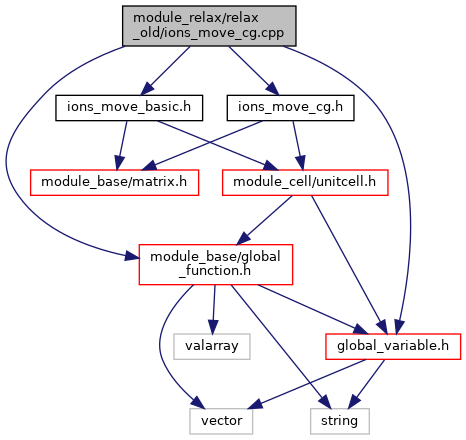 module_relax/relax
_old/ions_move_cg.cpp
ions_move_basic.h
ions_move_cg.h
module_base/matrix.h
module_cell/unitcell.h
module_base/global
_function.h
valarray
global_variable.h
vector
string